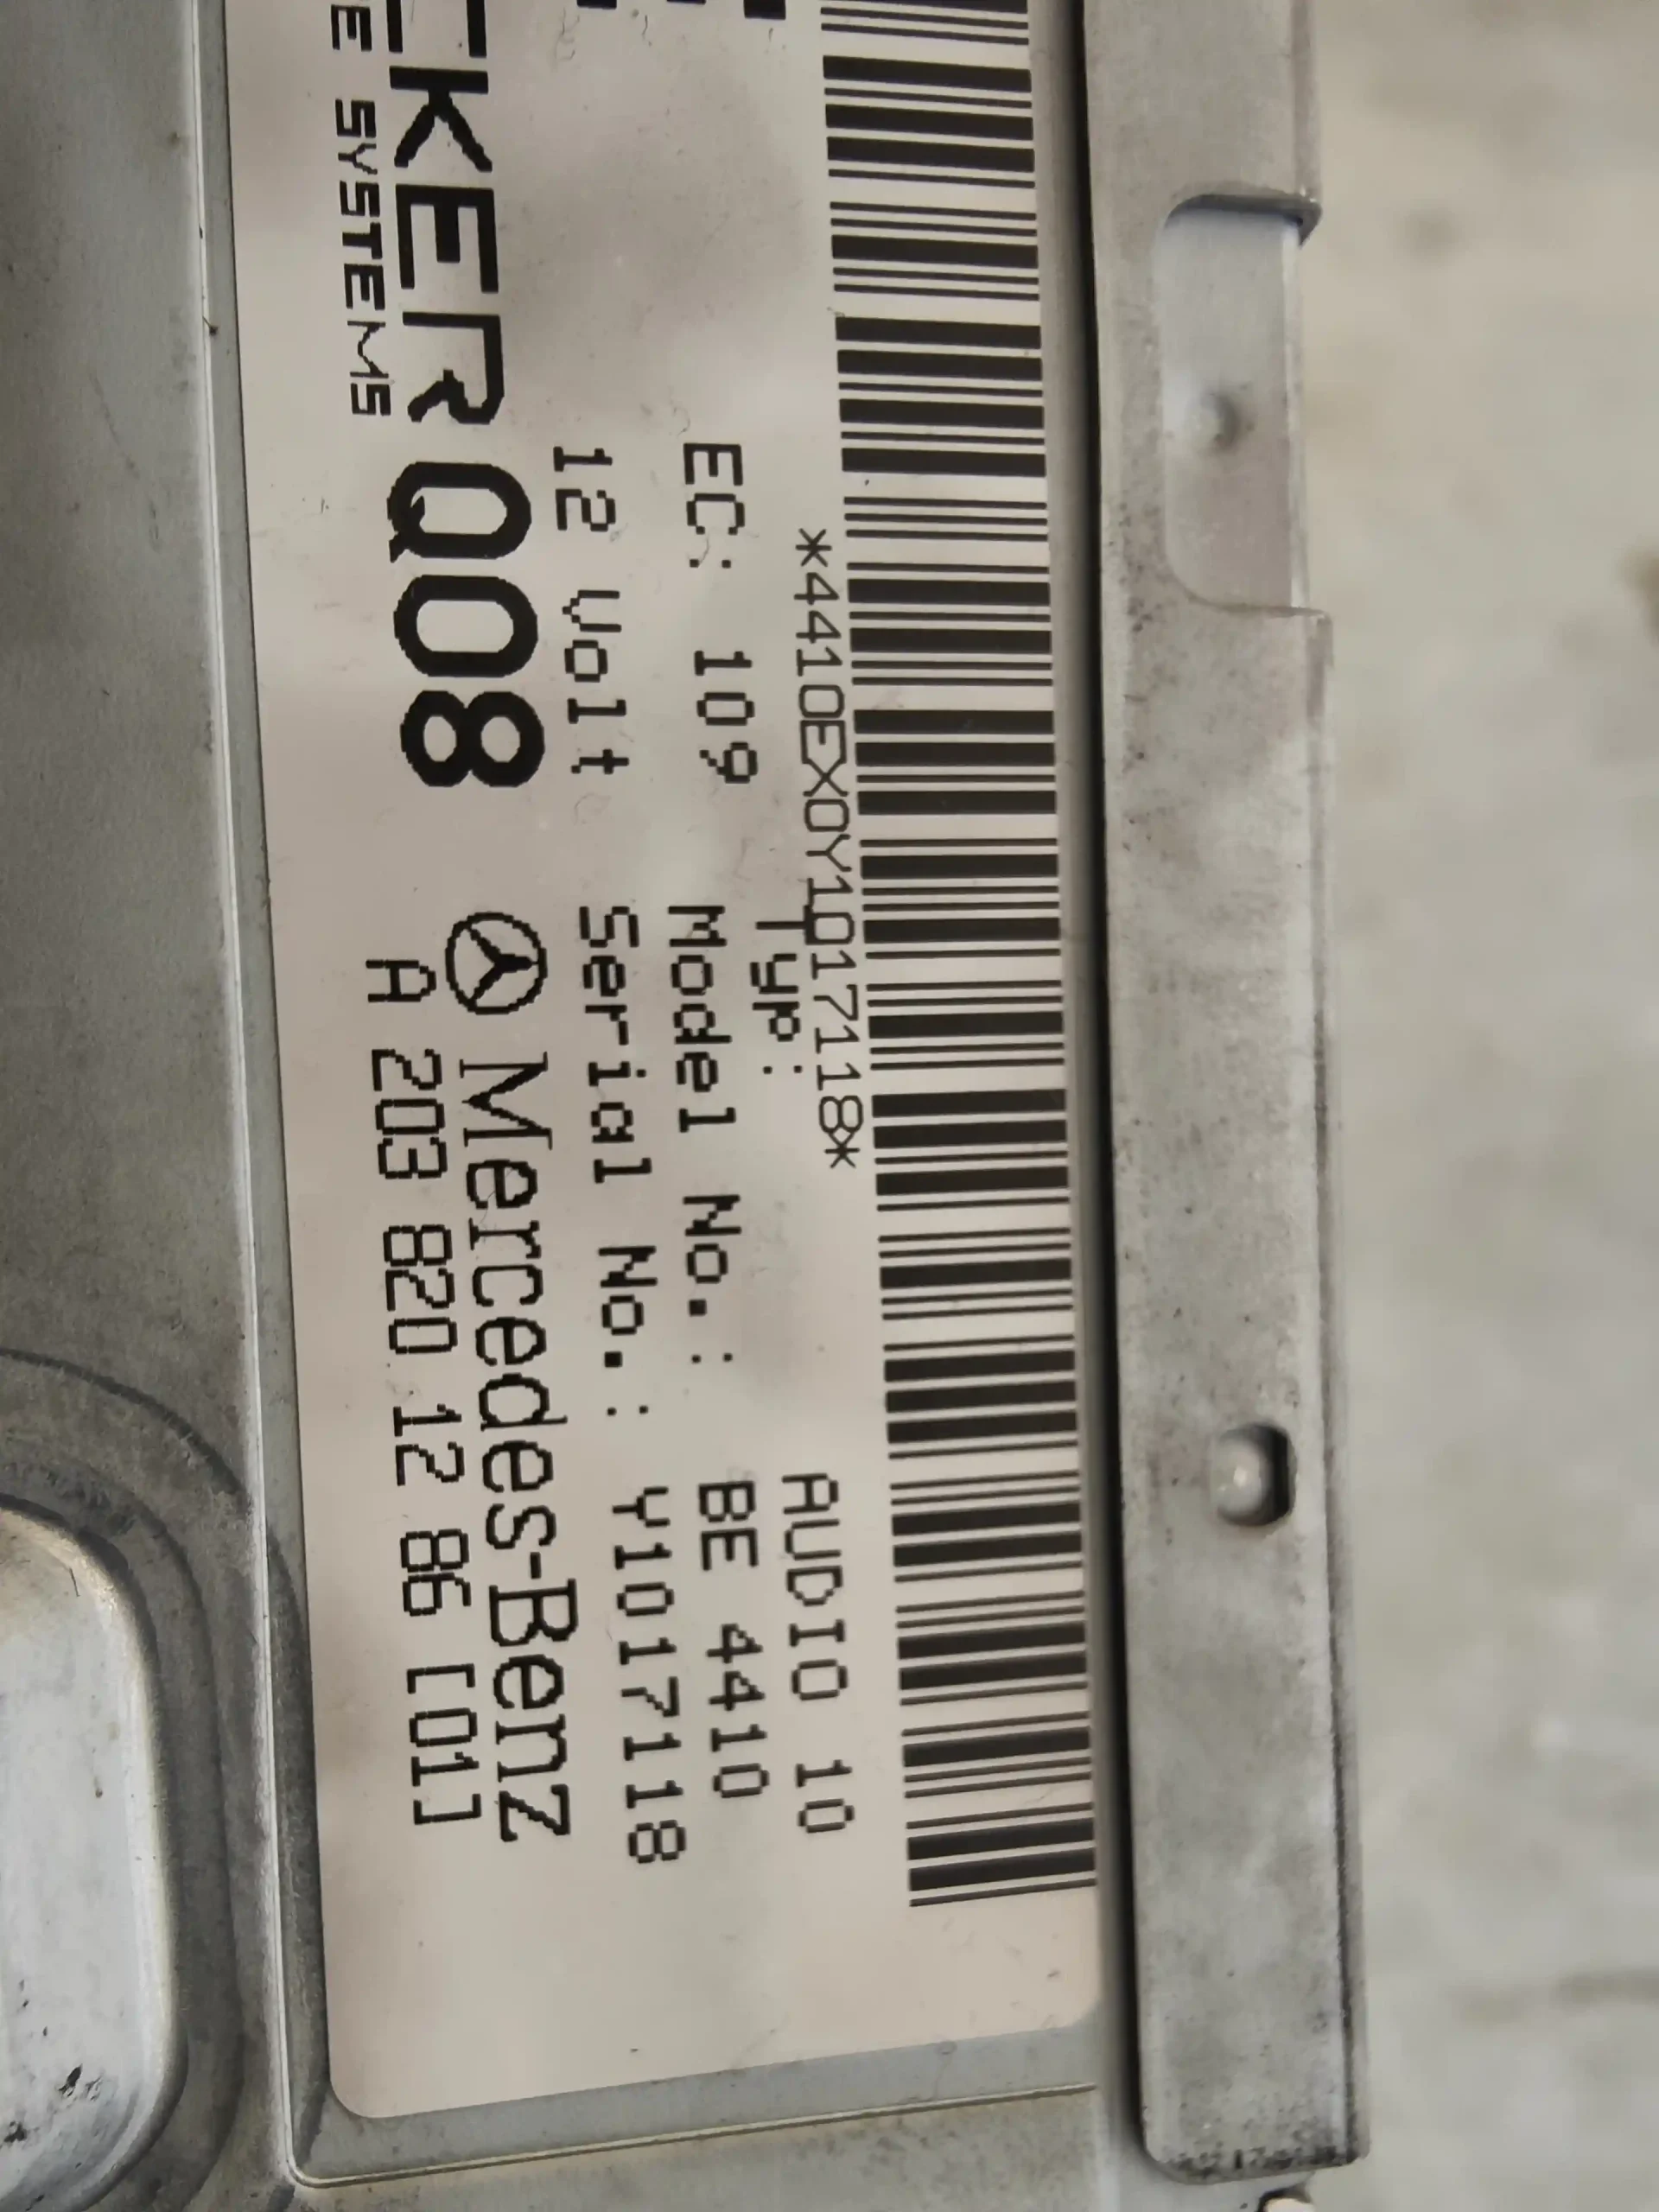 *4410EX0Y1017118*
Typ: AUDIO 10
EC: 109 Model No.: BE 4410
12 Volt Serial No.: Y1017118
CKER Q08 Mercedes-Benz
E SYSTEMS A 203 820 12 86 [01]